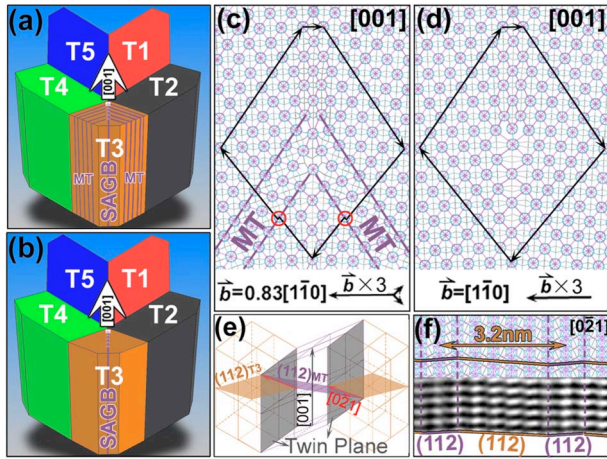 (a)
T5
T1
[001]
T4
T2
T3
MT
SAGB
MT
(b)
T5
T1
[001]
T4
T2
T3
SAGB
(c)
[001]
MT
MT
b=0.83[11̄0]
b×3
(d)
[001]
b=[11̄0]
b×3
(e)
(112)T3
(112)MT
[001]
[02̄1]
Twin Plane
(f)
[02̄1]
3.2nm
(112)
(112)
(112)